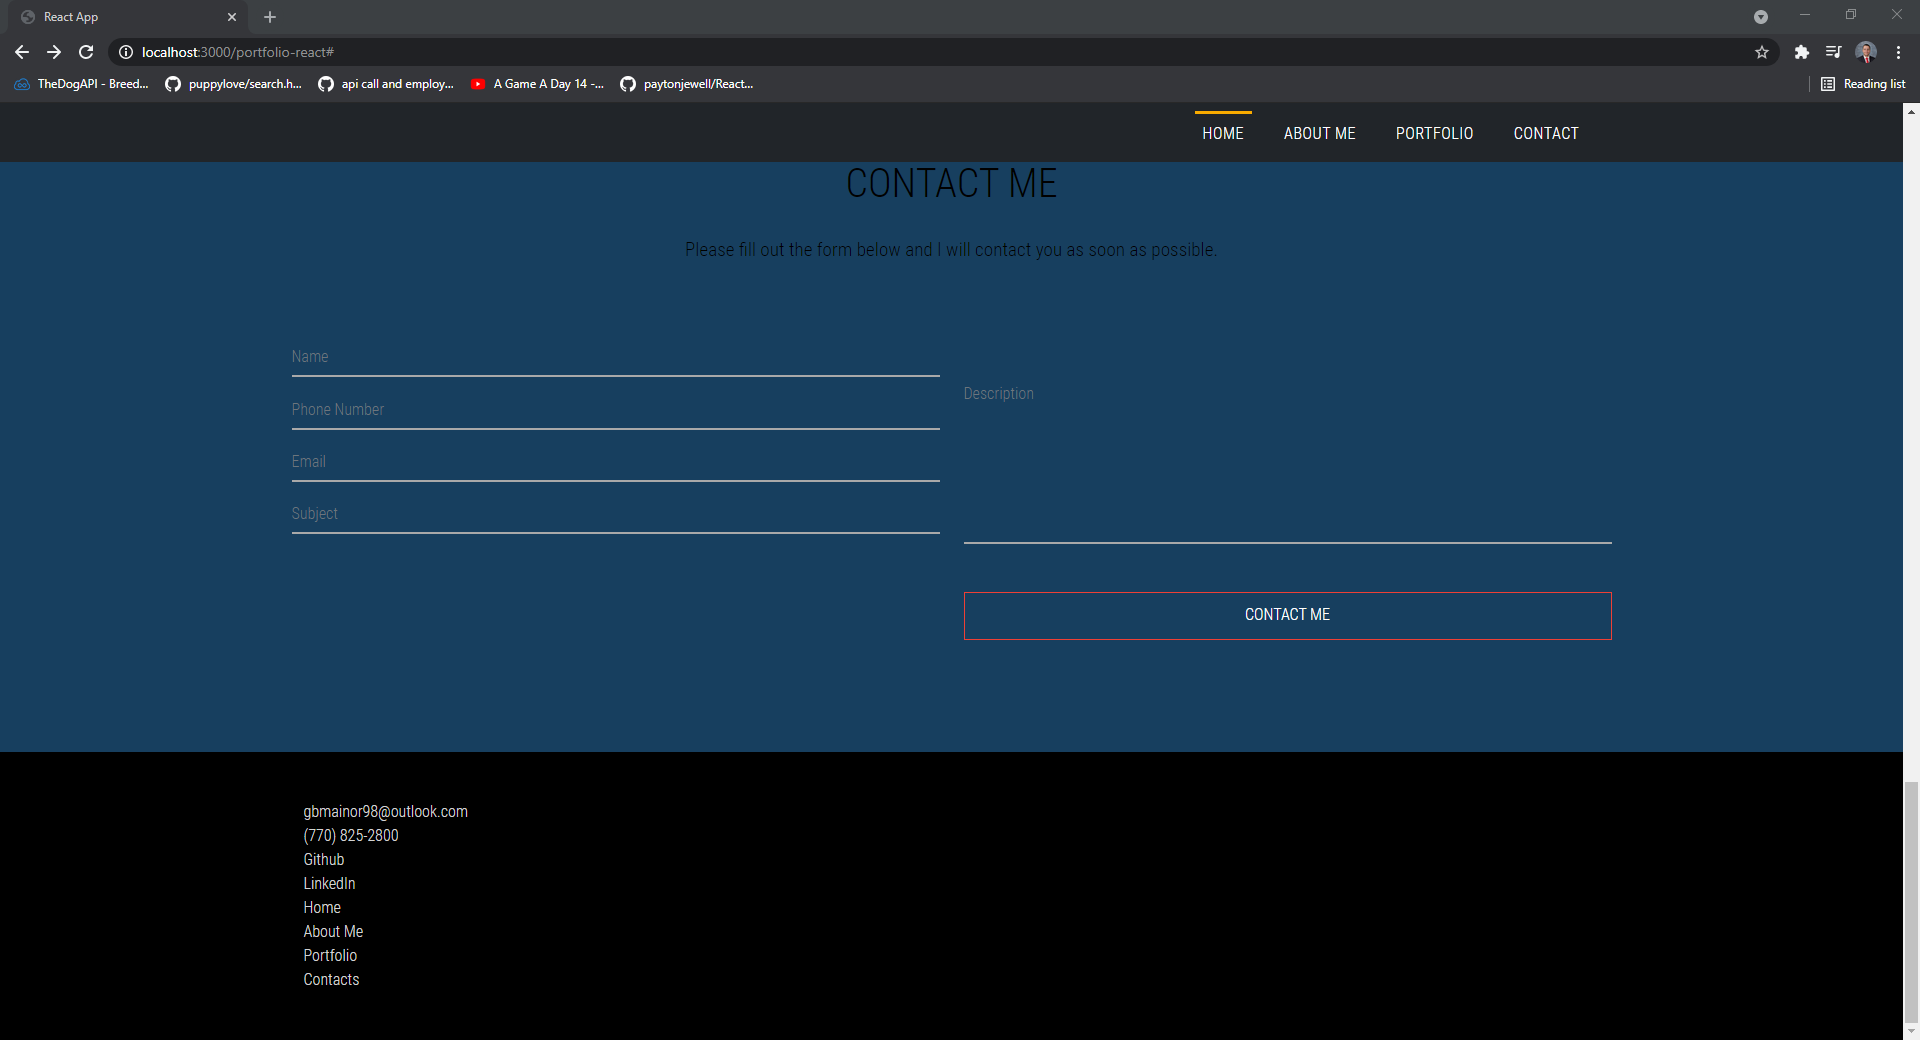 React App
localhost:3000/portfolio-react#
TheDogAPI - Breed...
puppylove/search.h...
api call and employ...
A Game A Day 14 -...
paytonjewell/React...
Reading list
HOME
ABOUT ME
PORTFOLIO
CONTACT
CONTACT ME
Please fill out the form below and I will contact you as soon as possible.
Name
Phone Number
Email
Subject
Description
CONTACT ME
gbmainor98@outlook.com
(770) 825-2800
Github
LinkedIn
Home
About Me
Portfolio
Contacts